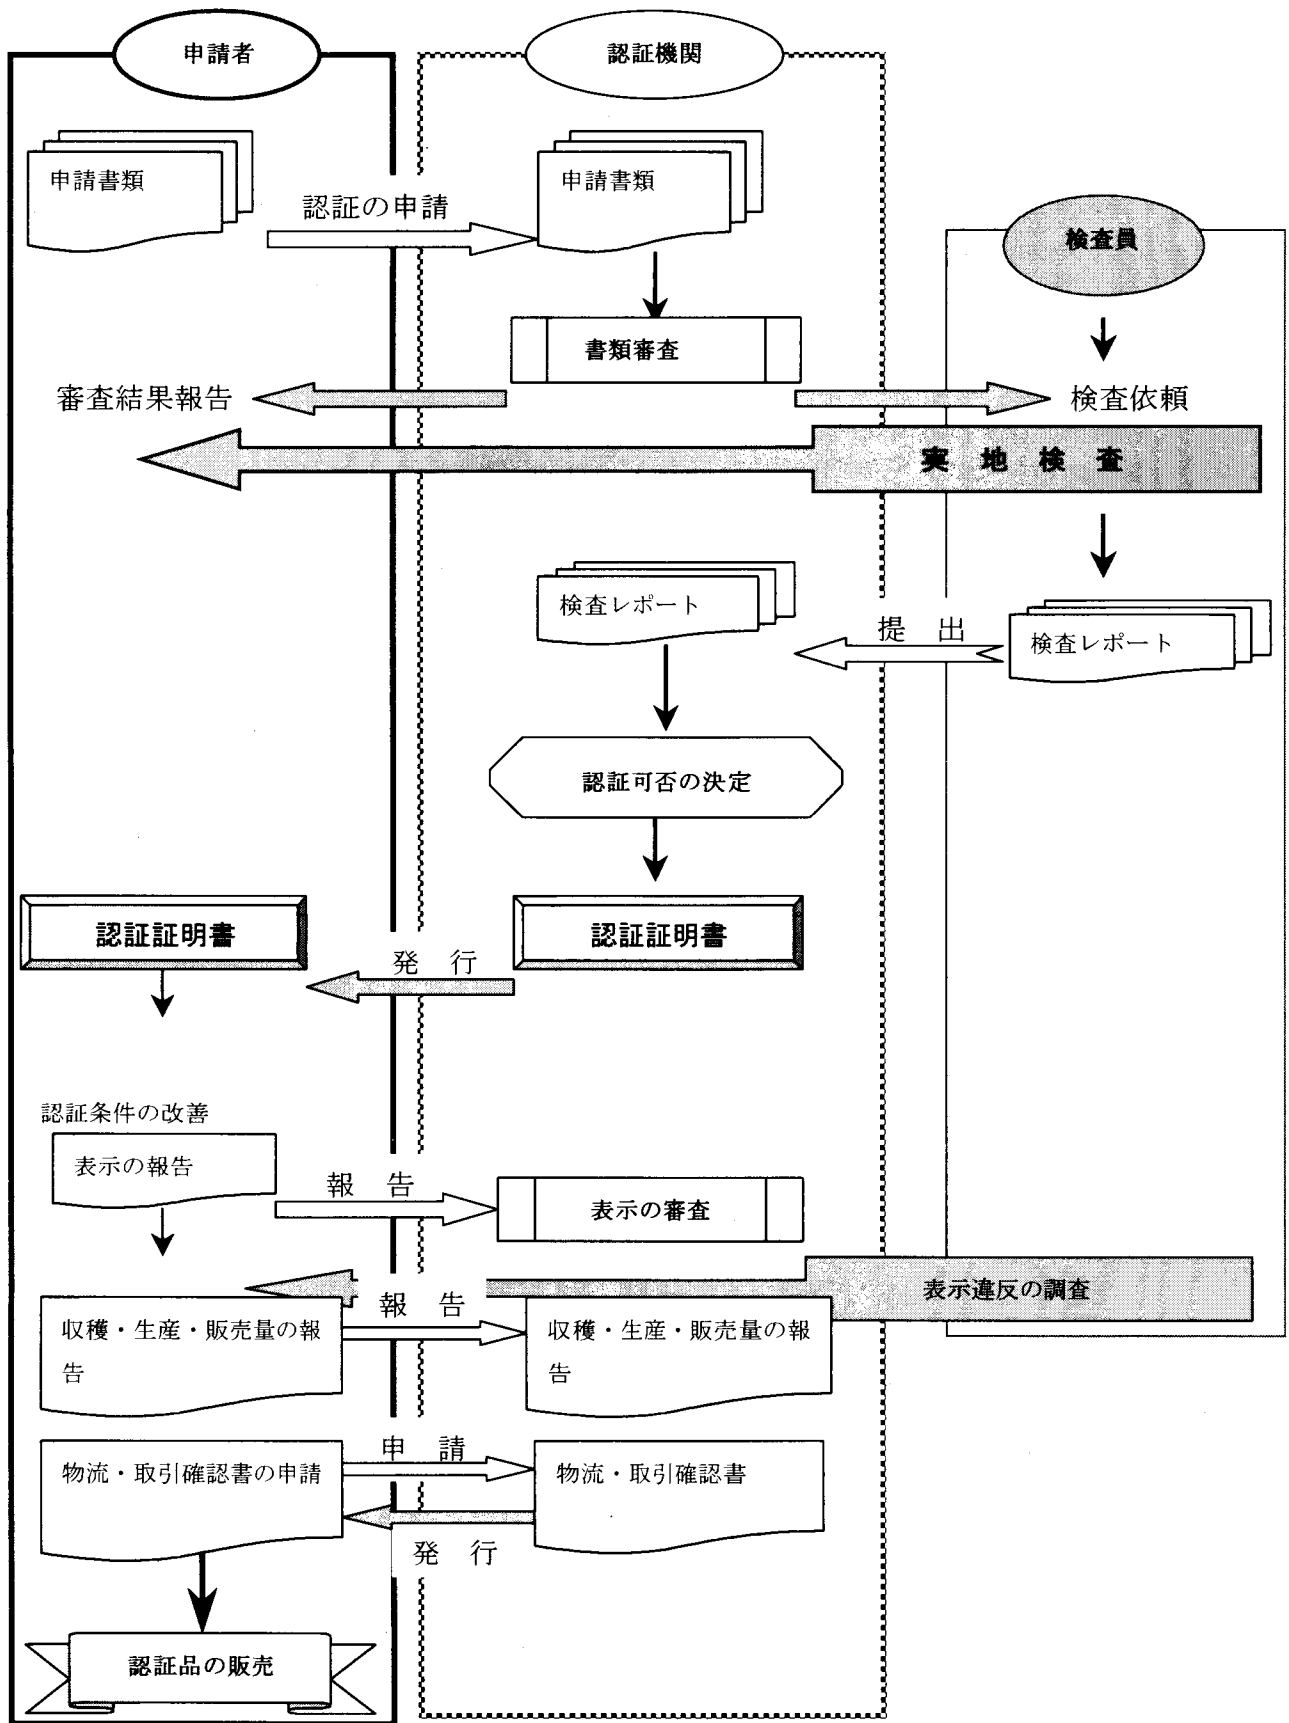 申請者
認証機関
申請書類
認証の申請
申請書類
検査員
書類審査
審査結果報告
検査依頼
実地検査
検査レポート
提出
検査レポート
認証可否の決定
認証証明書
発行
認証証明書
認証条件の改善
表示の報告
報告
表示の審査
表示違反の調査
報告
収穫・生産・販売量の報
告
収穫・生産・販売量の報
告
申請
物流・取引確認書の申請
物流・取引確認書
発行
認証品の販売